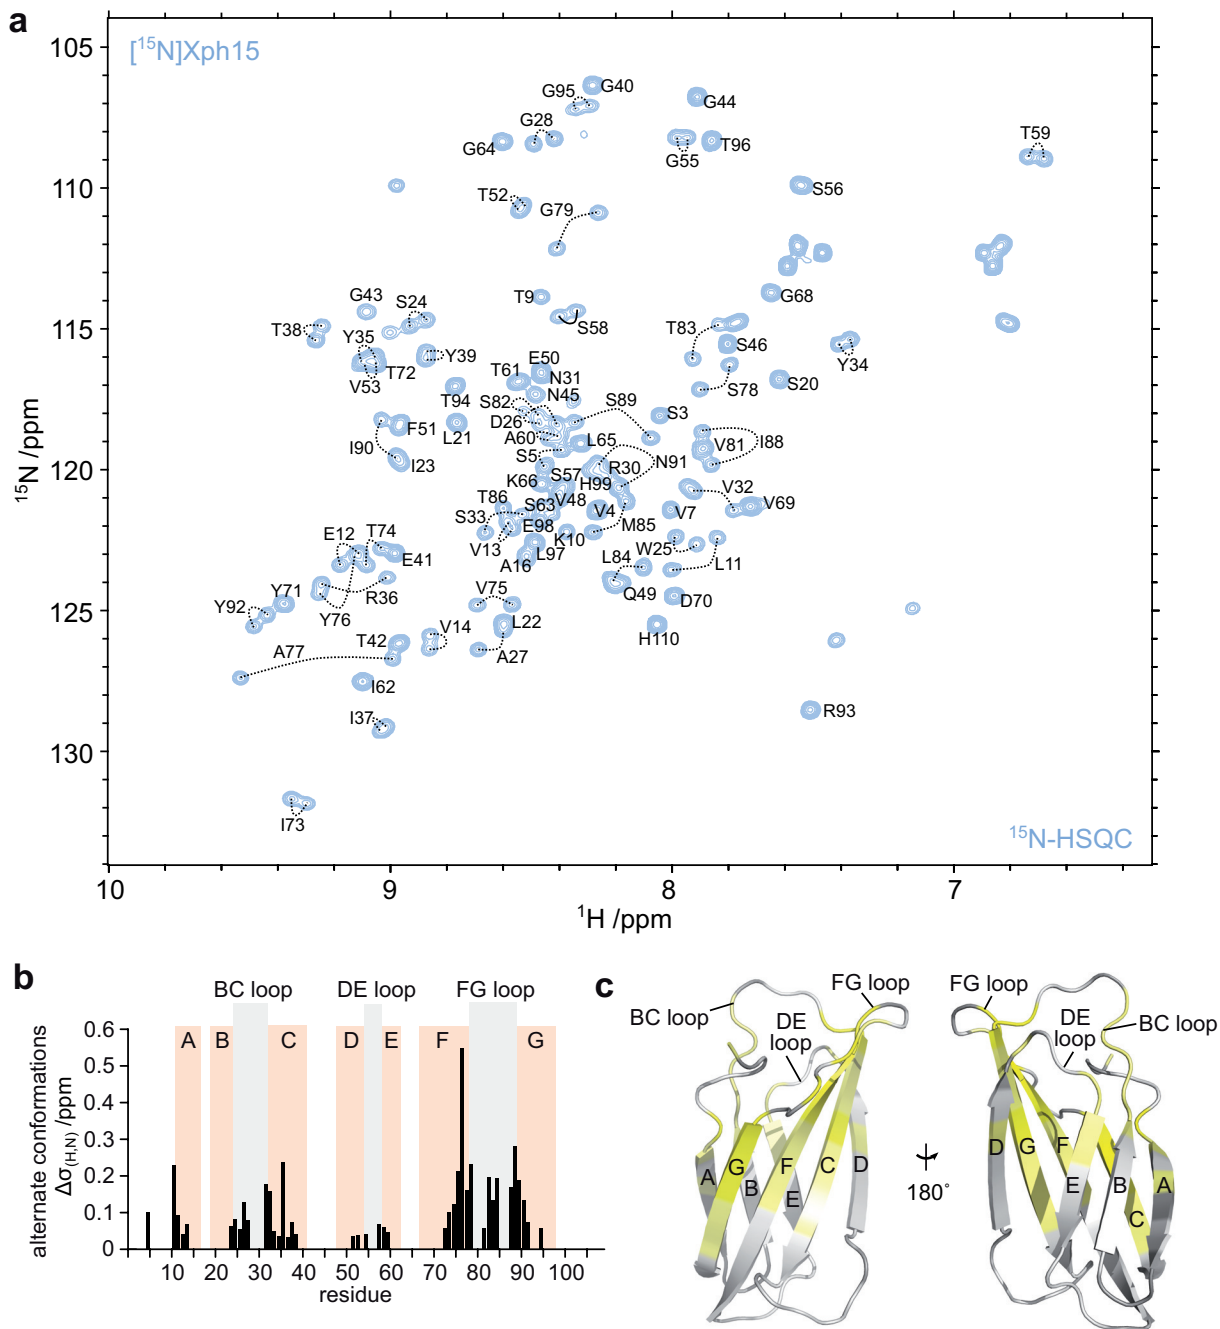 a
[¹⁵N]Xph15
105
110
115
120
125
130
¹⁵N /ppm
G95
G40
G44
G28
G64
G55
T96
T59
T52
G79
S56
G68
G43
S24
T9
S58
T38
Y35
T83
S46
Y34
Y39
T72
V53
T61
E50
N31
N45
S78
S20
T94
S82
D26
S89
S3
F51
L21
A60
L65
V81
I88
I90
I23
S5
S57
R30
N91
K66
H99
V32
V69
T86
S63
V48
V4
V7
S33
E98
K10
M85
V13
L97
W25
A16
L84
L11
E12
T74
E41
Q49
D70
Y71
R36
V75
Y92
Y76
L22
H110
T42
V14
A27
A77
I62
I37
R93
I73
¹⁵N-HSQC
10
9
8
7
¹H /ppm
b
BC loop
DE loop
FG loop
alternate conformations
Δσ(H,N) /ppm
0.6
0.5
0.4
0.3
0.2
0.1
0
A
B
C
D
E
F
G
10
20
30
40
50
60
70
80
90
100
residue
c
FG loop
BC loop
DE
loop
A
G
B
F
E
C
D
180°
FG loop
DE
loop
BC loop
D
G
F
E
B
C
A